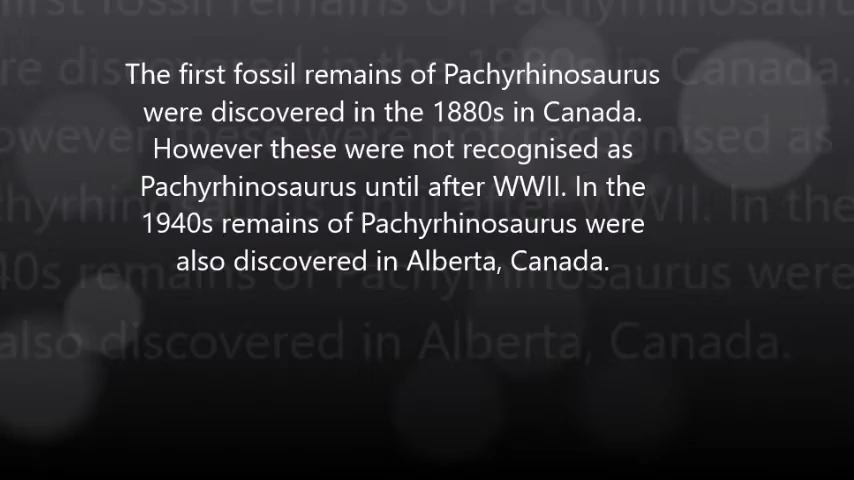 The first fossil remains of Pachyrhinosaurus
were discovered in the 1880s in Canada.
However these were not recognised as
Pachyrhinosaurus until after WWII. In the
1940s remains of Pachyrhinosaurus were
also discovered in Alberta, Canada.